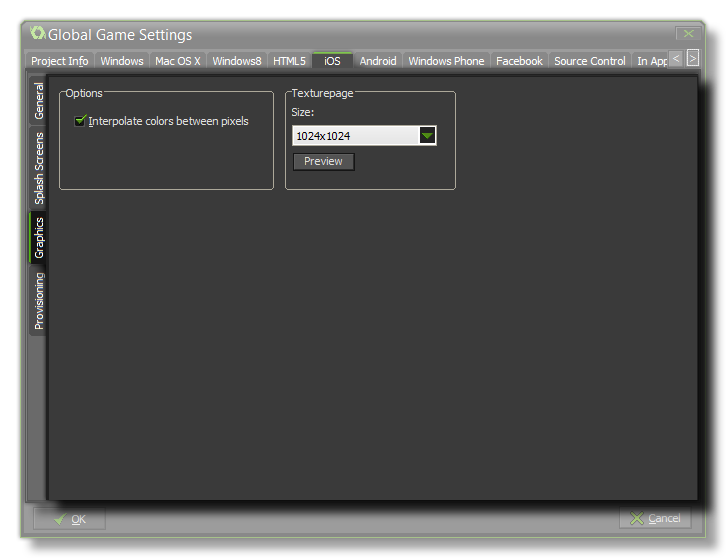 Global Game Settings
Project Info Windows Mac OS X Windows8 HTML5 iOS Android Windows Phone Facebook Source Control In App
General
Splash Screens
Graphics
Provisioning
Options
Interpolate colors between pixels
Texturepage
Size:
1024x1024
Preview
OK
Cancel